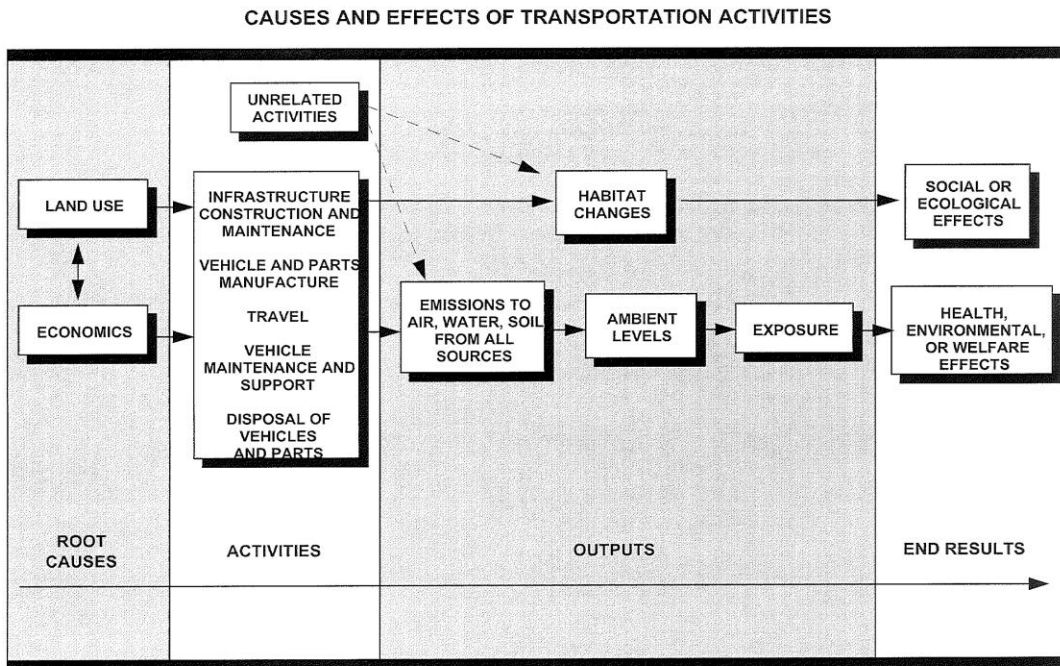 CAUSES AND EFFECTS OF TRANSPORTATION ACTIVITIES
UNRELATED
ACTIVITIES
LAND USE
ECONOMICS
INFRASTRUCTURE
CONSTRUCTION AND
MAINTENANCE
VEHICLE AND PARTS
MANUFACTURE
TRAVEL
VEHICLE
MAINTENANCE AND
SUPPORT
DISPOSAL OF
VEHICLES
AND PARTS
HABITAT
CHANGES
SOCIAL OR
ECOLOGICAL
EFFECTS
EMISSIONS TO
AIR, WATER, SOIL
FROM ALL
SOURCES
AMBIENT
LEVELS
EXPOSURE
HEALTH,
ENVIRONMENTAL,
OR WELFARE
EFFECTS
ROOT
CAUSES
ACTIVITIES
OUTPUTS
END RESULTS